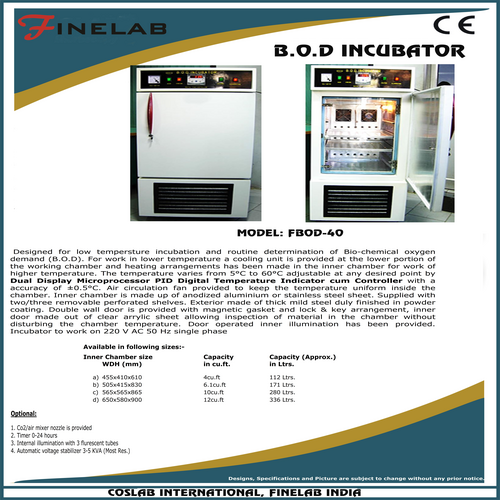 FINELAB
CE
B.O.D INCUBATOR
MODEL: FBOD-40
Designed for low tempersture incubation and routine determination of Bio-chemical oxygen
demand (B.O.D). For work in lower temperature a cooling unit is provided at the lower portion of
the working chamber and heating arrangements has been made in the inner chamber for work of
higher temperature. The temperature varies from 5°C to 60°C adjustable at any desired point by
Dual Display Microprocessor PID Digital Temperature Indicator cum Controller with a
accuracy of ±0.5°C. Air circulation fan provided to keep the temperature uniform inside the
chamber. Inner chamber is made up of anodized aluminium or stainless steel sheet. Supplied with
two/three removable perforated shelves. Exterior made of thick mild steel duly finished in powder
coating. Double wall door is provided with magnetic gasket and lock & key arrangement, inner
door made out of clear arrylic sheet allowing inspection of material in the chamber without
disturbing the chamber temperature. Door operated inner illumination has been provided.
Incubator to work on 220 V AC 50 Hz single phase
Available in following sizes:-
Inner Chamber size Capacity Capacity (Approx.)
WDH (mm) in cu.ft. in Ltrs.
a) 455x410x610 4cu.ft 112 Ltrs.
b) 505x415x830 6.1cu.ft 171 Ltrs.
c) 565x565x865 10cu.ft 280 Ltrs.
d) 650x580x900 12cu.ft 336 Ltrs.
Optional:
1. Co2/air mixer nozzle is provided
2. Timer 0-24 hours
3. Internal illumination with 3 flurescent tubes
4. Automatic voltage stabilizer 3-5 KVA (Most Res.)
Designs, Specifications and Picture are subject to change without any prior notice.
COSLAB INTERNATIONAL, FINELAB INDIA